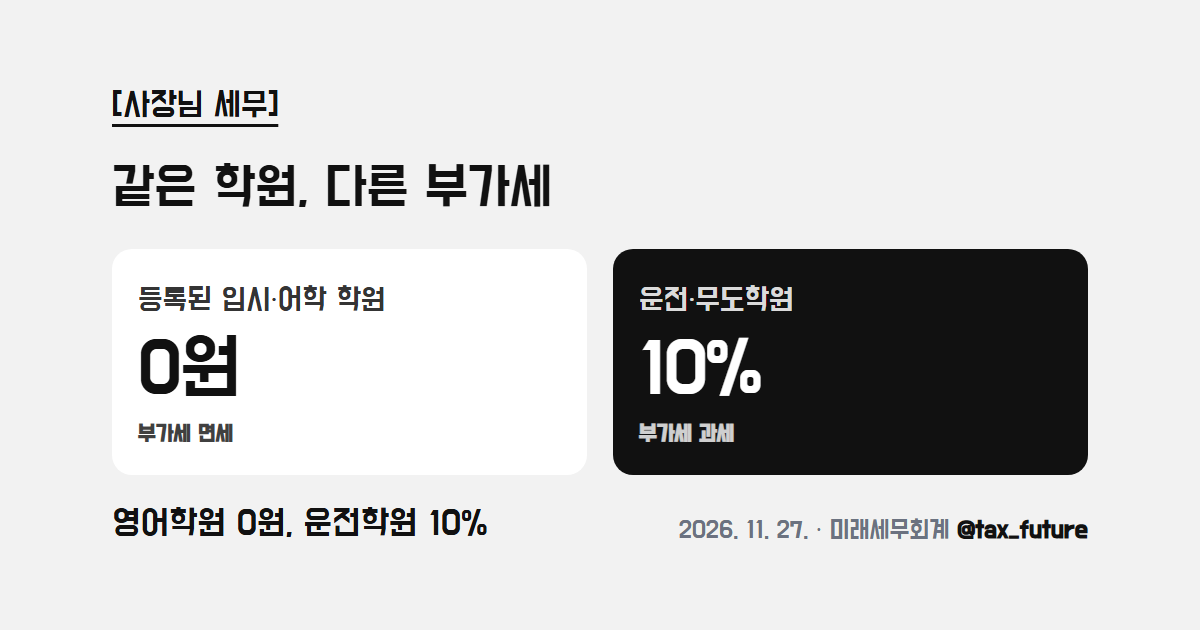 [사장님 세무]
같은 학원, 다른 부가세
등록된 입시·어학 학원
0원
부가세 면세
운전·무도학원
10%
부가세 과세
영어학원 0원, 운전학원 10%
2026. 11. 27. · 미래세무회계 @tax_future